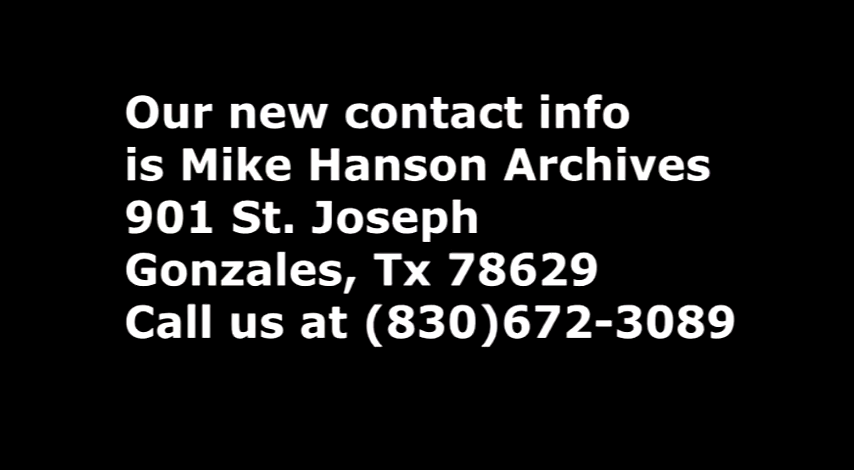 Our new contact info
is Mike Hanson Archives
901 St. Joseph
Gonzales, Tx 78629
Call us at (830)672-3089